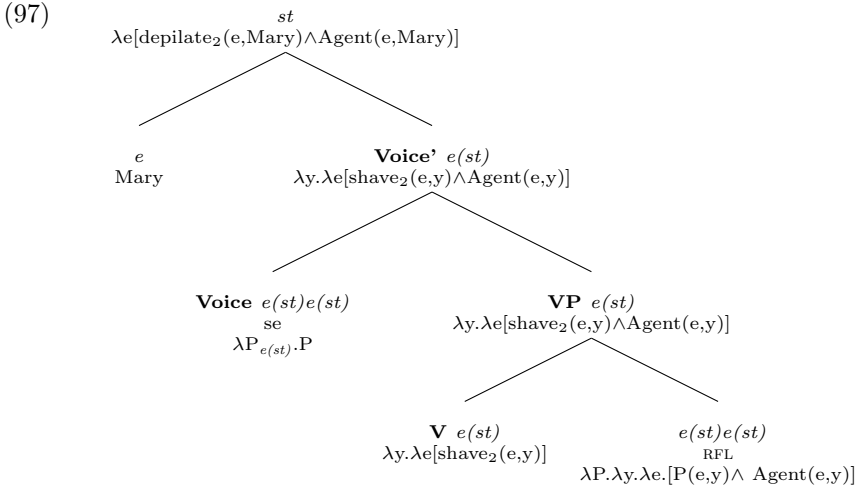 (97)
st
λe[depilate₂(e,Mary)∧Agent(e,Mary)]
e
Mary
Voice’ e(st)
λy.λe[shave₂(e,y)∧Agent(e,y)]
Voice e(st)e(st)
se
λP_e(st).P
VP e(st)
λy.λe[shave₂(e,y)∧Agent(e,y)]
V e(st)
λy.λe[shave₂(e,y)]
e(st)e(st)
RFL
λP.λy.λe.[P(e,y)∧ Agent(e,y)]